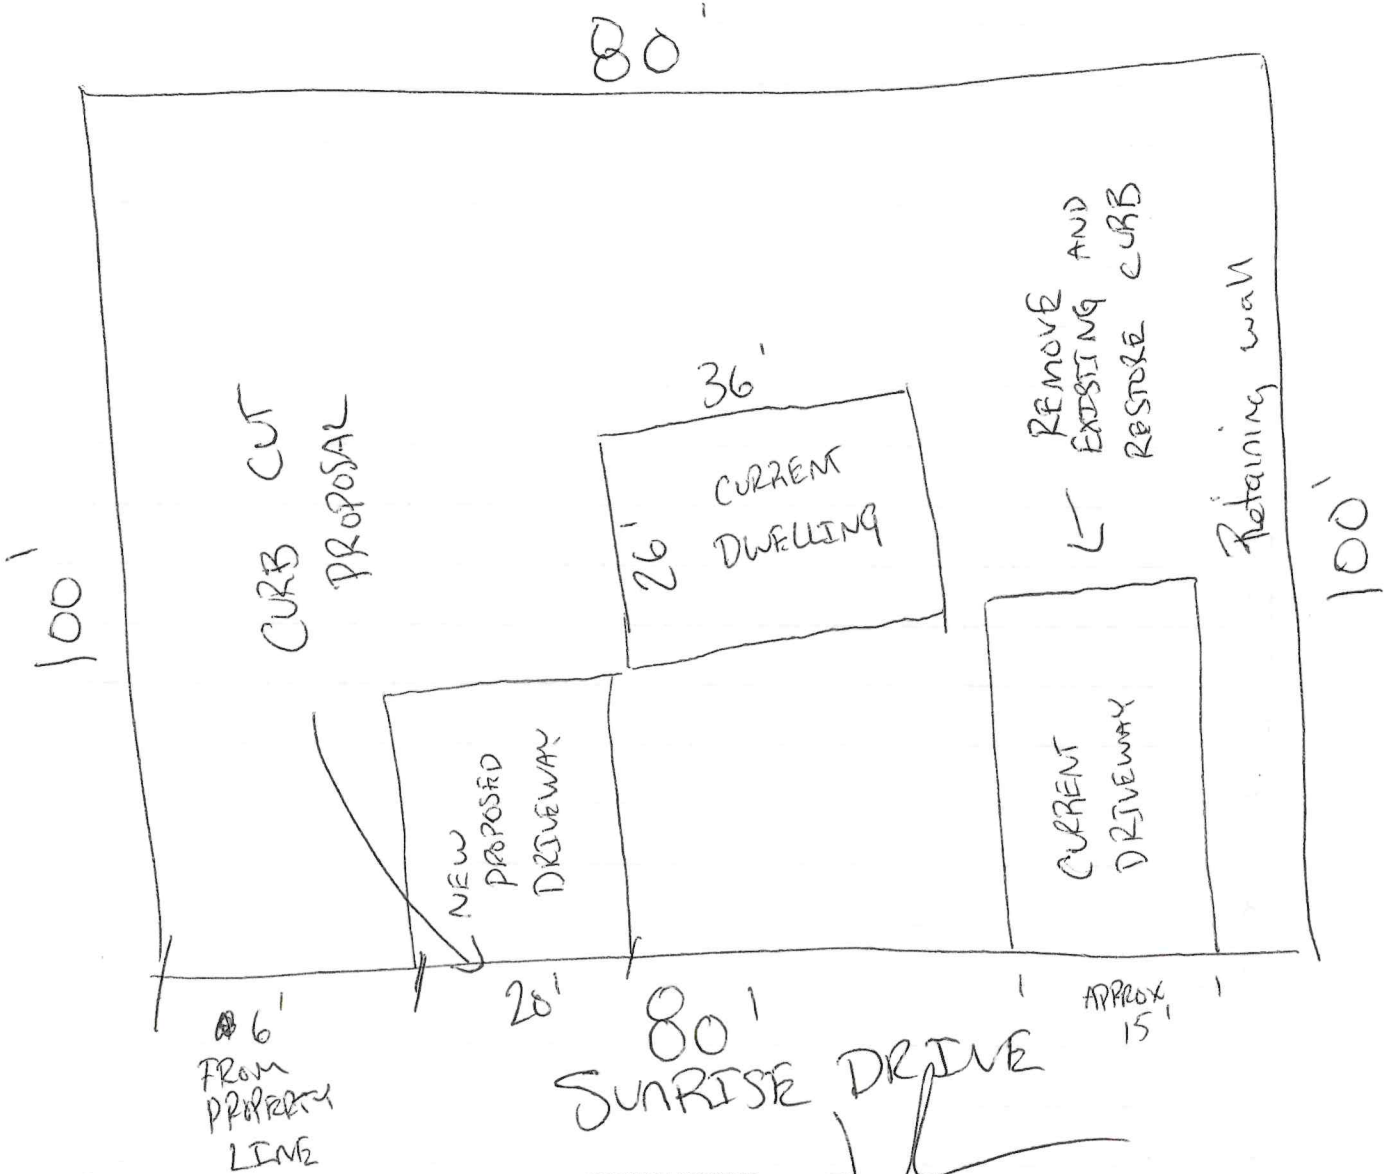 80'
REMOVE
EXISTING AND
RESTORE CURB
Retaining wall
36'
CURB CUT
PROPOSAL
CURRENT
DWELLING
26'
100'
100'
NEW
PROPOSED
DRIVEWAY
CURRENT
DRIVEWAY
6'
FROM
PROPERTY
LINE
20'
80'
APPROX
15'
SUNRISE DRIVE